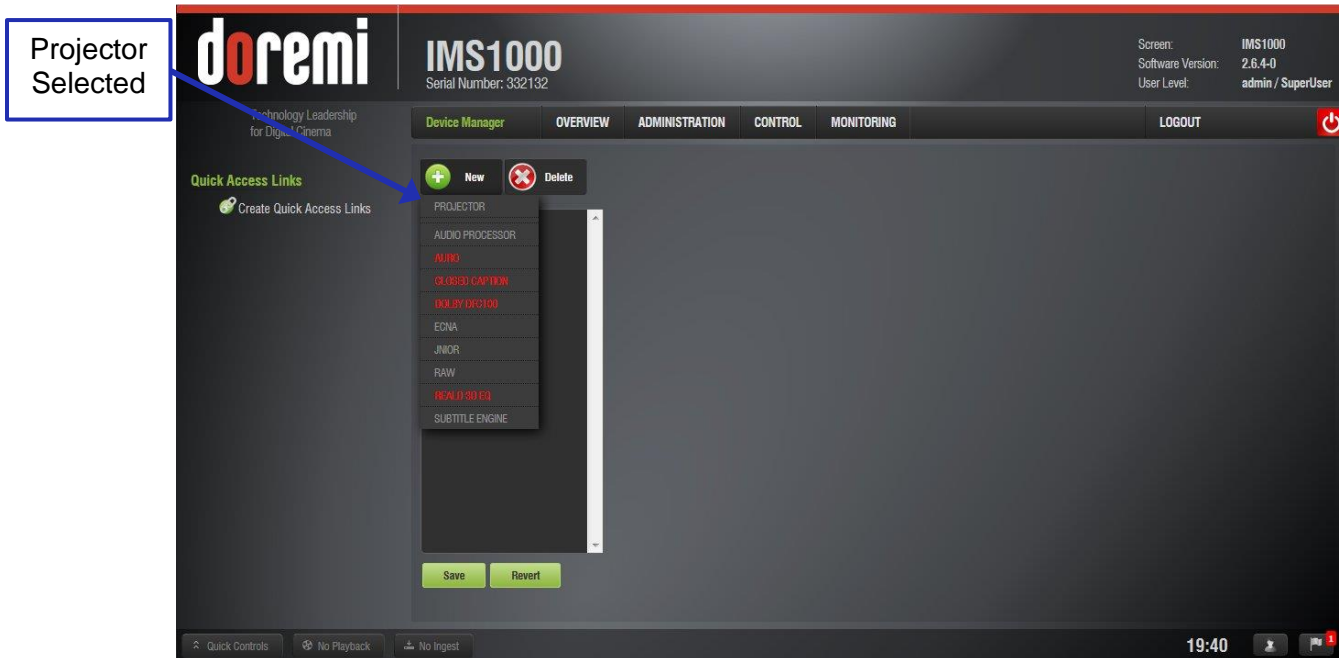 Projector
Selected
doremi
Technology Leadership
for Digital Cinema
IMS1000
Serial Number: 332132
Screen: IMS1000
Software Version: 2.6.4-0
User Level: admin / SuperUser
Device Manager OVERVIEW ADMINISTRATION CONTROL MONITORING LOGOUT
Quick Access Links
Create Quick Access Links
New Delete
PROJECTOR
AUDIO PROCESSOR
AURO
CLOSED CAPTION
DOLBY DFC100
ECNA
JNIOR
RAW
REALD 3D EQ
SUBTITLE ENGINE
Save Revert
Quick Controls No Playback No Ingest 19:40 1